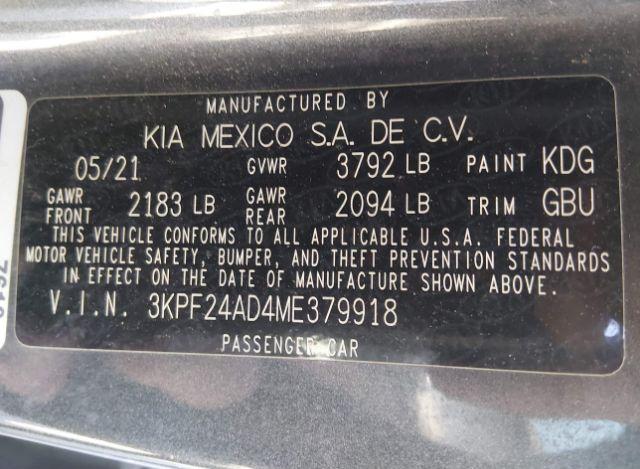 MANUFACTURED BY
KIA MEXICO S.A. DE C.V.
05/21 GVWR 3792 LB PAINT KDG
GAWR FRONT 2183 LB GAWR REAR 2094 LB TRIM GBU
THIS VEHICLE CONFORMS TO ALL APPLICABLE U.S.A. FEDERAL
MOTOR VEHICLE SAFETY, BUMPER, AND THEFT PREVENTION STANDARDS
IN EFFECT ON THE DATE OF MANUFACTURE SHOWN ABOVE.
V.I.N. 3KPF24AD4ME379918
PASSENGER CAR